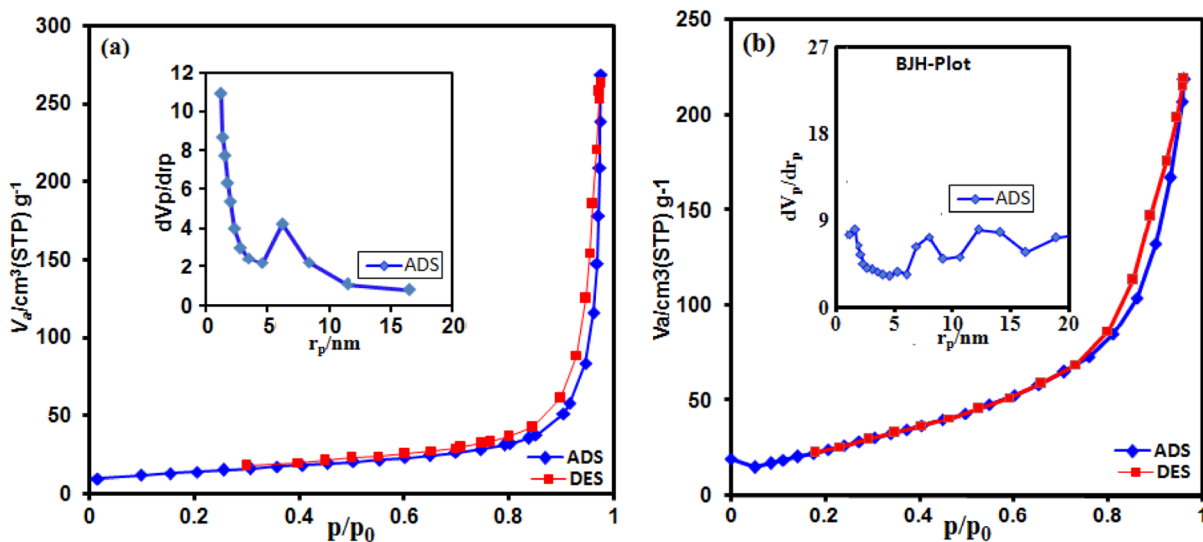 (a)
300
250
200
150
100
50
0
Va/cm³(STP) g-1
0
0.2
0.4
0.6
0.8
1
p/p0
ADS
DES
12
10
8
6
4
2
0
dVp/drp
0
5
10
15
20
rp/nm
ADS
(b)
250
200
150
100
50
0
Va/cm3(STP) g-1
0
0.2
0.4
0.6
0.8
1
p/p0
ADS
DES
BJH-Plot
27
18
9
0
dVp/drp
0
5
10
15
20
rp/nm
ADS